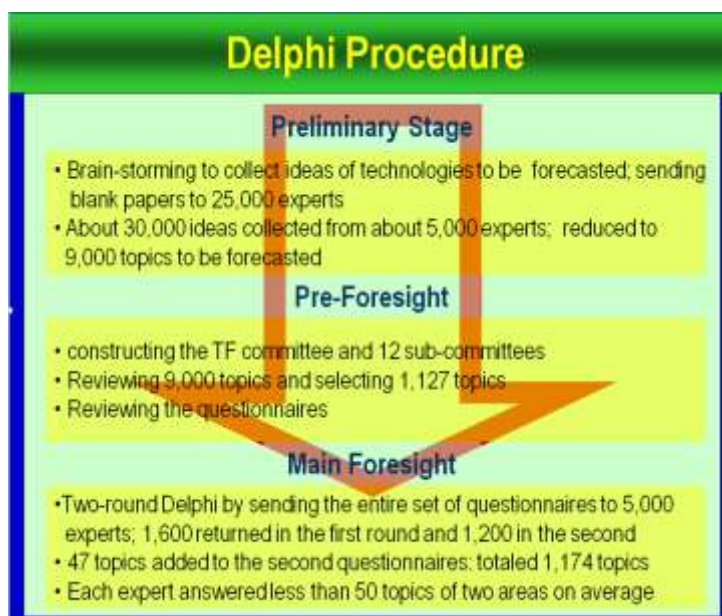 Delphi Procedure
Preliminary Stage
• Brain-storming to collect ideas of technologies to be forecasted; sending
blank papers to 25,000 experts
• About 30,000 ideas collected from about 5,000 experts; reduced to
9,000 topics to be forecasted
Pre-Foresight
• constructing the TF committee and 12 sub-committees
• Reviewing 9,000 topics and selecting 1,127 topics
• Reviewing the questionnaires
Main Foresight
•Two-round Delphi by sending the entire set of questionnaires to 5,000
experts; 1,600 returned in the first round and 1,200 in the second
• 47 topics added to the second questionnaires: totaled 1,174 topics
• Each expert answered less than 50 topics of two areas on average